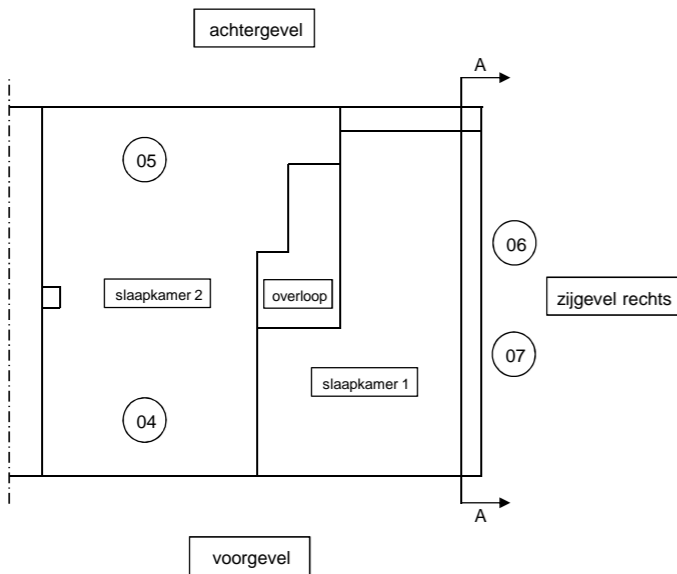 achtergevel
A
05
06
slaapkamer 2
overloop
zijgevel rechts
07
slaapkamer 1
04
A
voorgevel